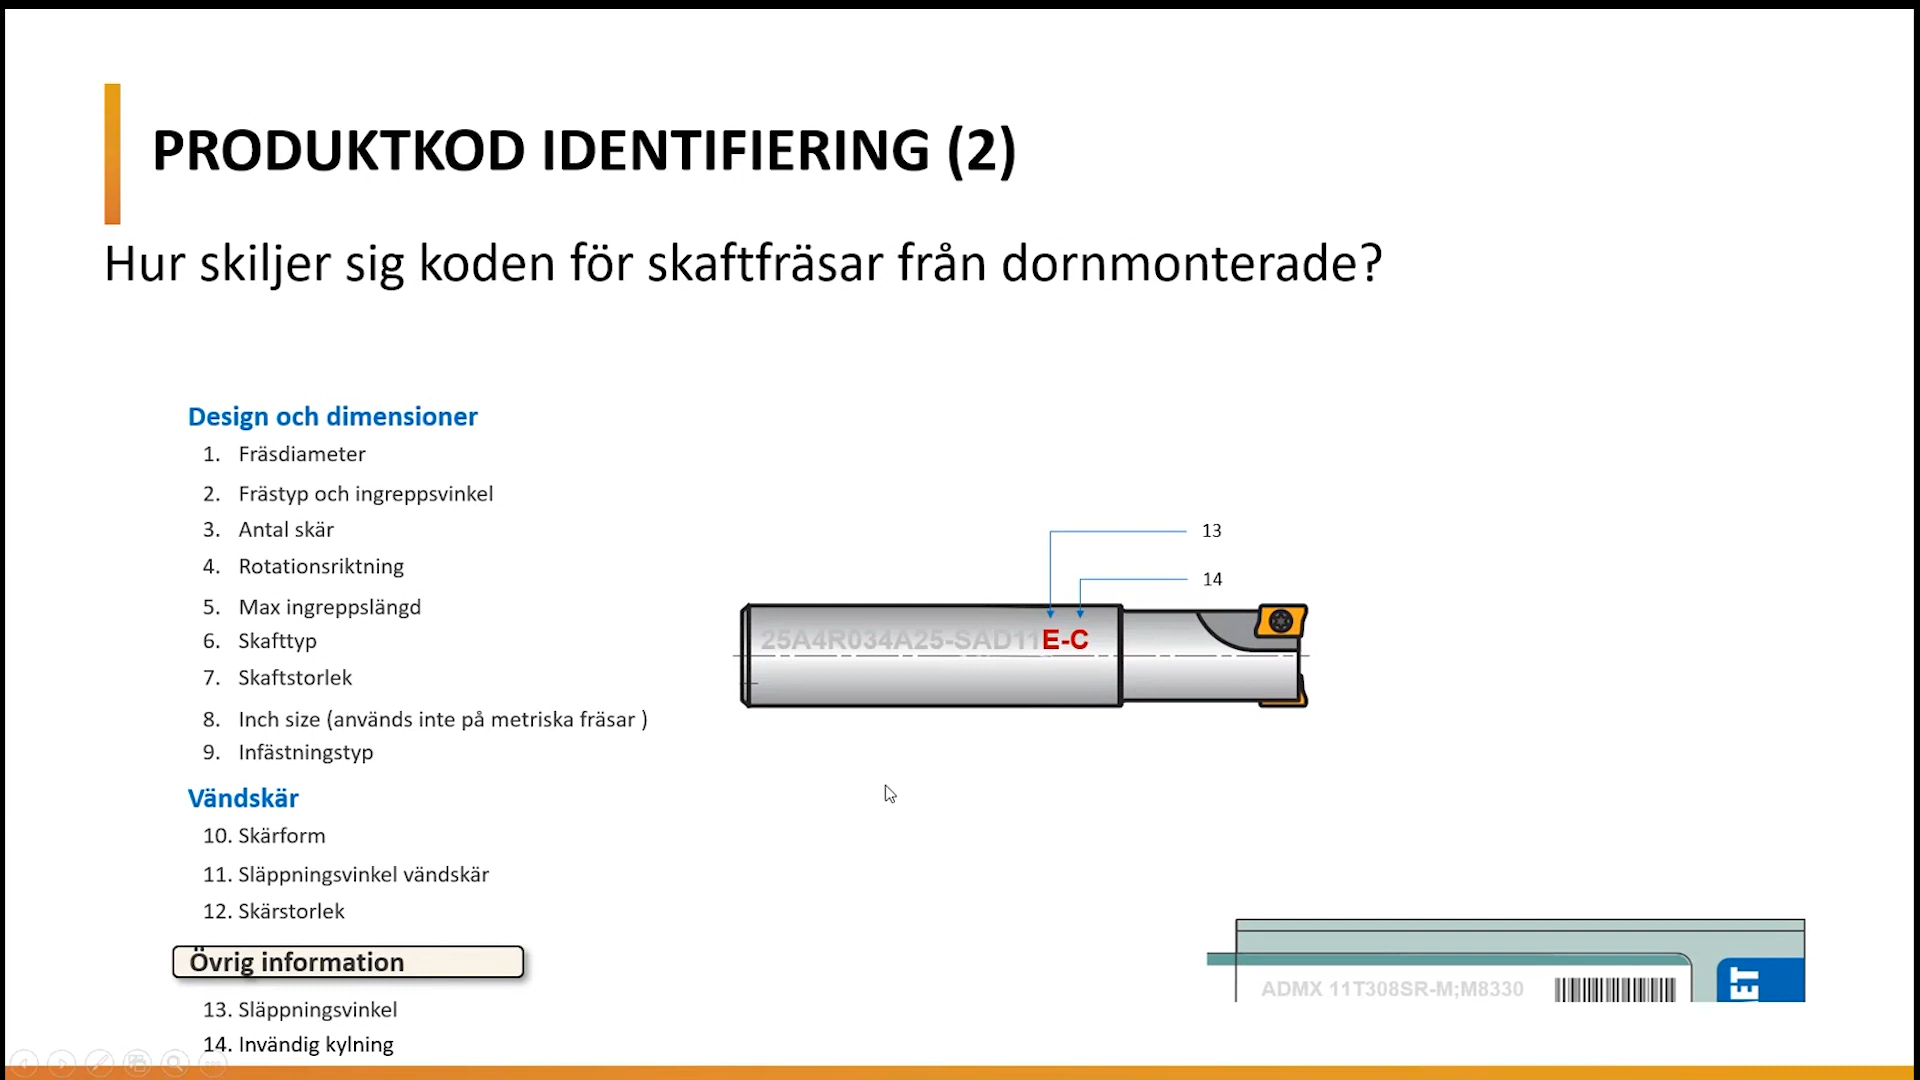 PRODUKTKOD IDENTIFIERING (2)
Hur skiljer sig koden för skaftfräsar från dornmonterade?
Design och dimensioner
1. Fräsdiameter
2. Frästyp och ingreppsvinkel
3. Antal skär
4. Rotationsriktning
5. Max ingreppslängd
6. Skafttyp
7. Skaftstorlek
8. Inch size (används inte på metriska fräsar )
9. Infästningstyp
Vändskär
10. Skärform
11. Släppningsvinkel vändskär
12. Skärstorlek
Övrig information
13. Släppningsvinkel
14. Invändig kylning
13
14
25A4R034A25-SAD11E-C
ADMX 11T308SR-M;M8330
ET